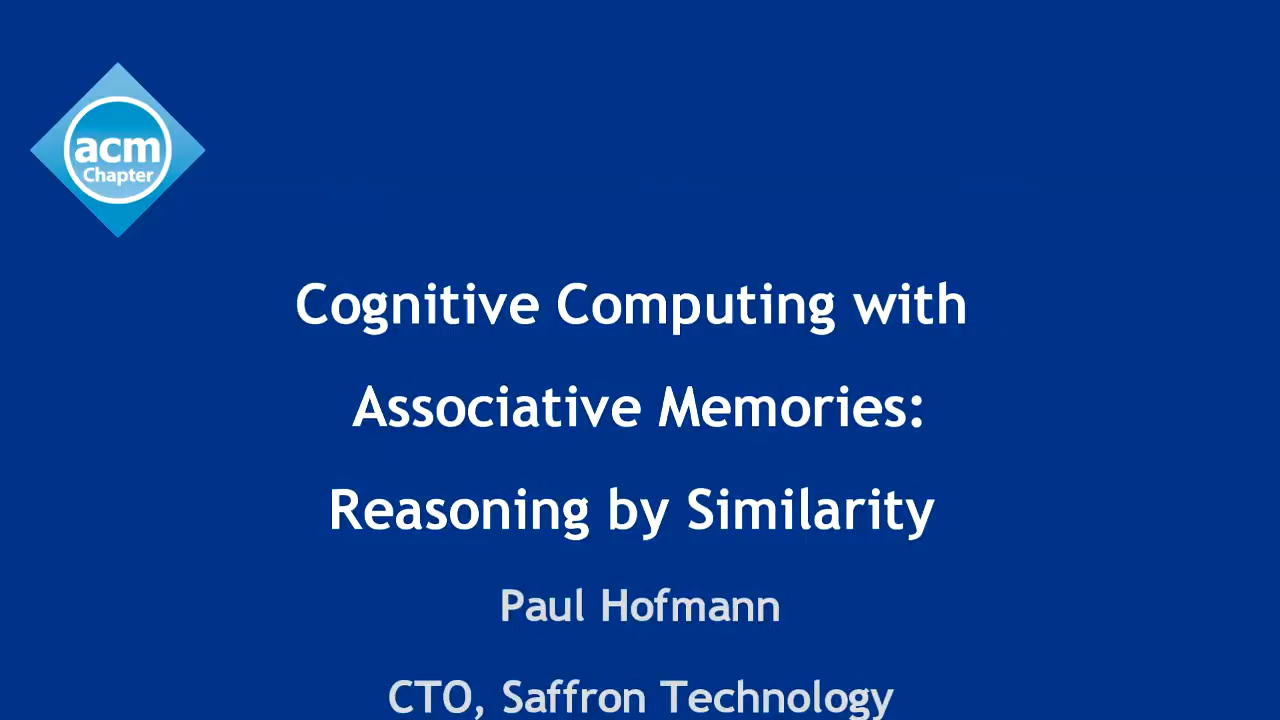 acm
Chapter
Cognitive Computing with
Associative Memories:
Reasoning by Similarity
Paul Hofmann
CTO, Saffron Technology